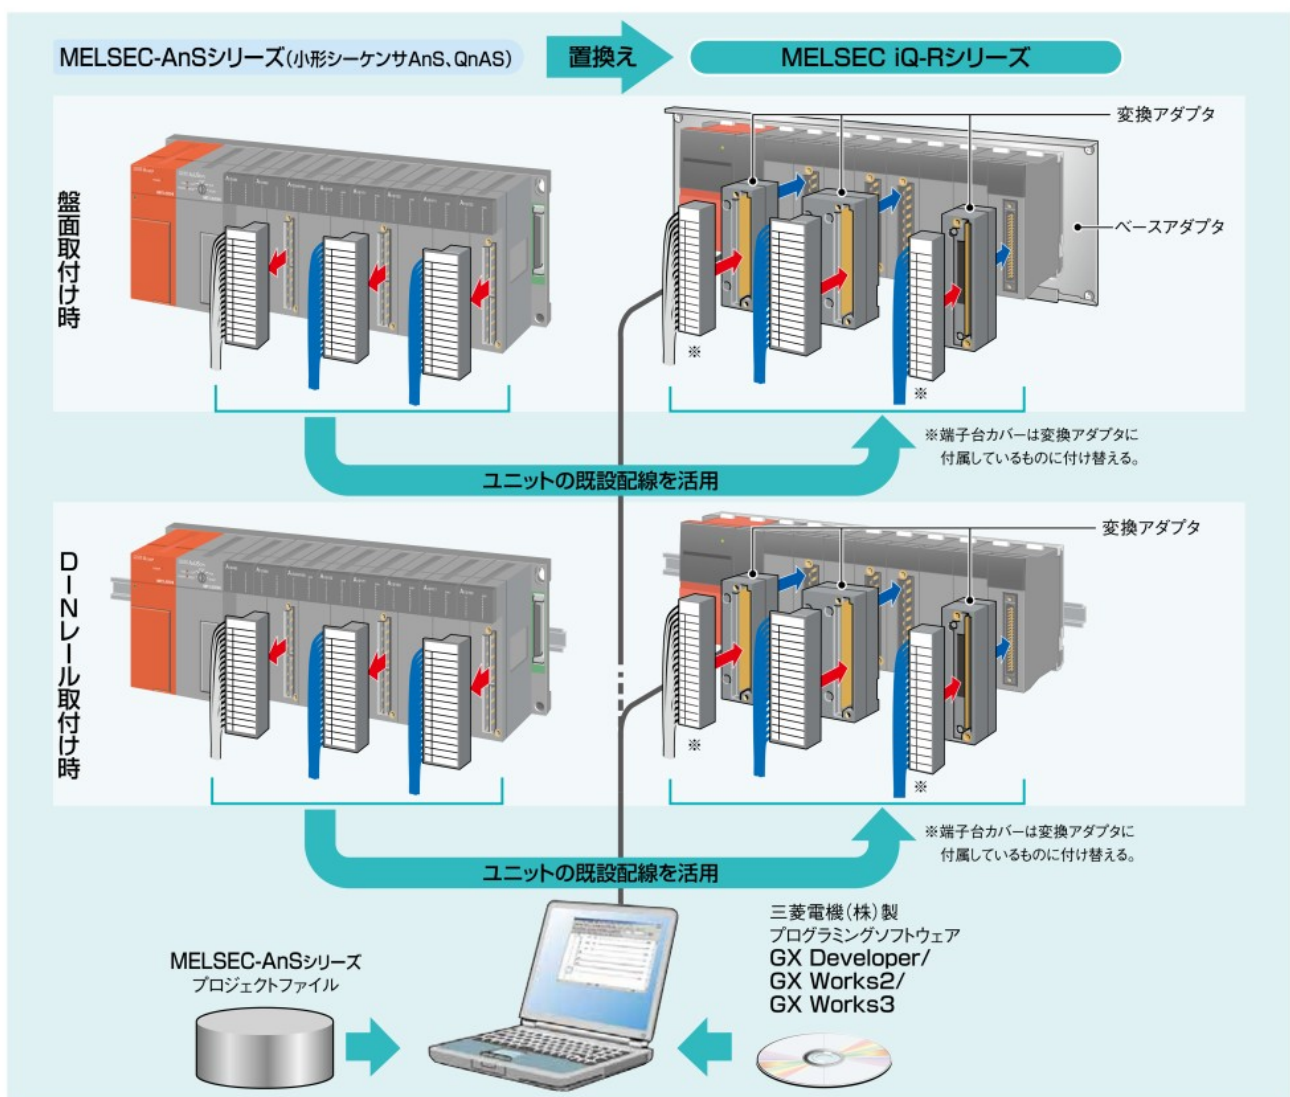 MELSEC-AnSシリーズ(小形シーケンサAnS、QnAS)
置換え
MELSEC iQ-Rシリーズ
盤面取付け時
変換アダプタ
ベースアダプタ
※
※
※端子台カバーは変換アダプタに
付属しているものに付け替える。
ユニットの既設配線を活用
DINレール取付け時
変換アダプタ
※
※
※端子台カバーは変換アダプタに
付属しているものに付け替える。
ユニットの既設配線を活用
MELSEC-AnSシリーズ
プロジェクトファイル
三菱電機(株)製
プログラミングソフトウェア
GX Developer/
GX Works2/
GX Works3